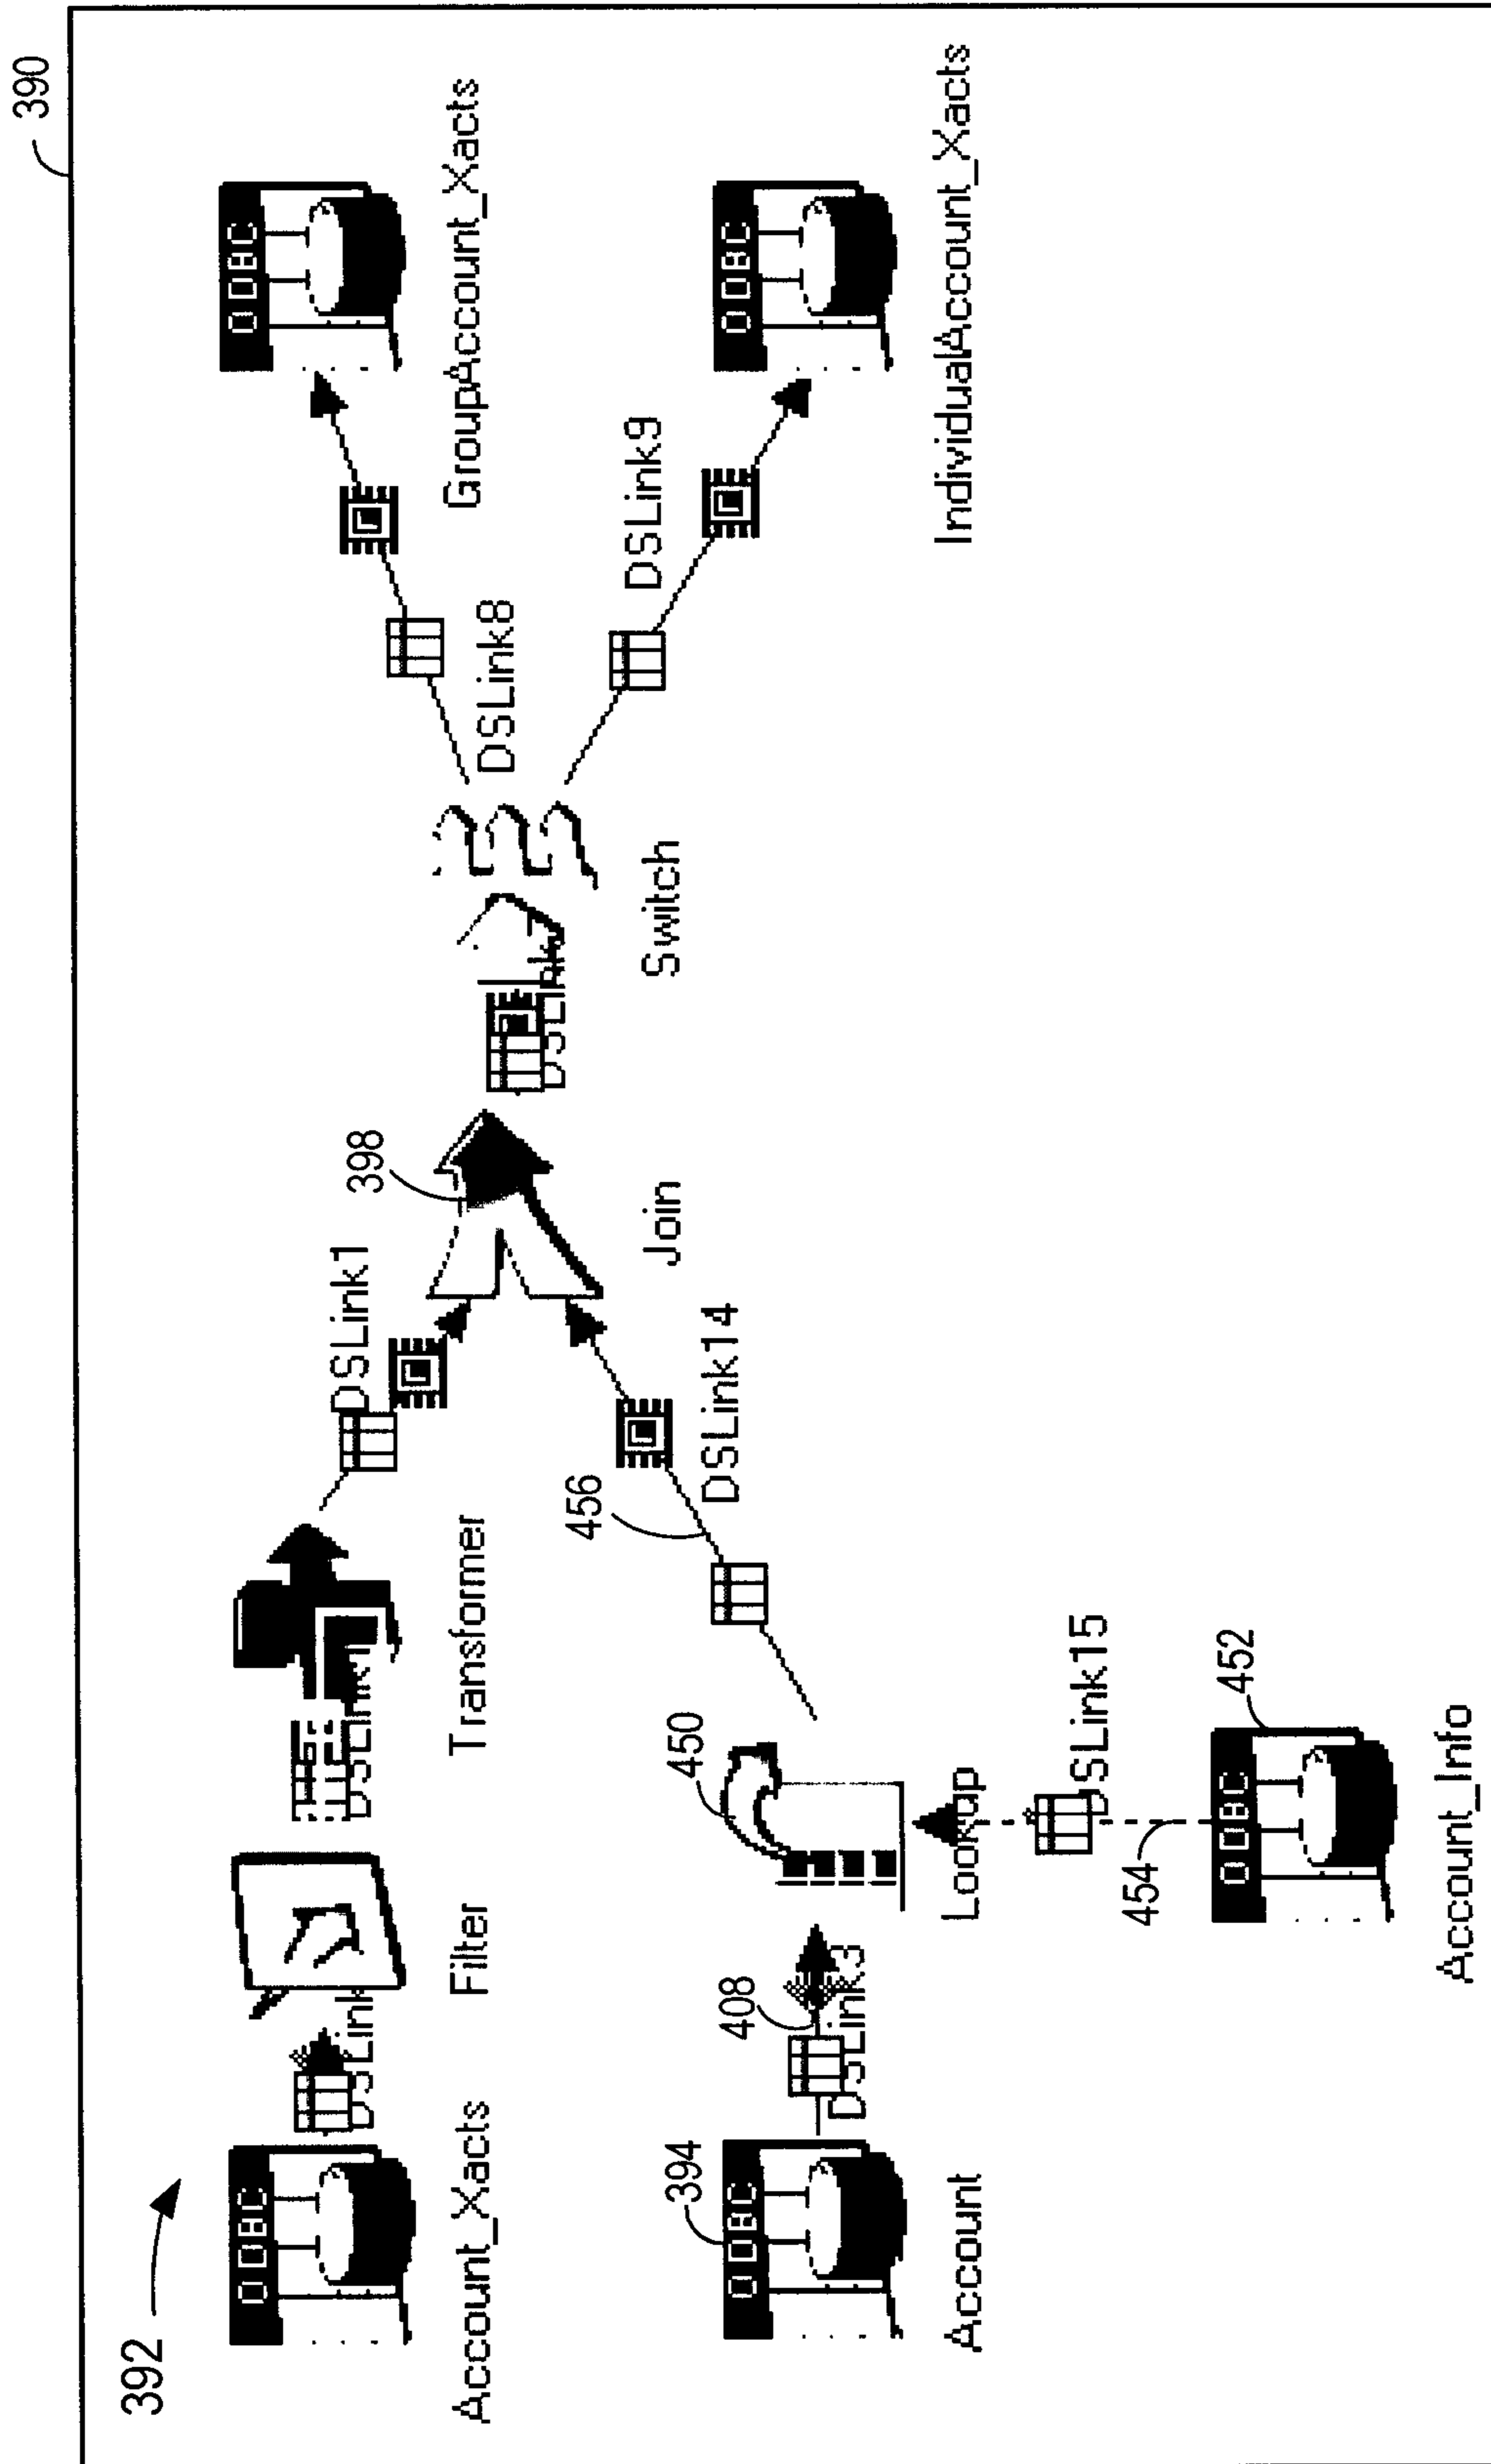 390
392
ODBC
Account_Xacts
DSLink
Filter
Transformer
DSLink1
398
Join
Switch
DSLink8
ODBC
GroupAccount_Xacts
DSLink9
ODBC
IndividualAccount_Xacts
394
ODBC
Account
408
DSLink3
450
Lookup
456
DSLink14
454
DSLink15
452
ODBC
Account_Info